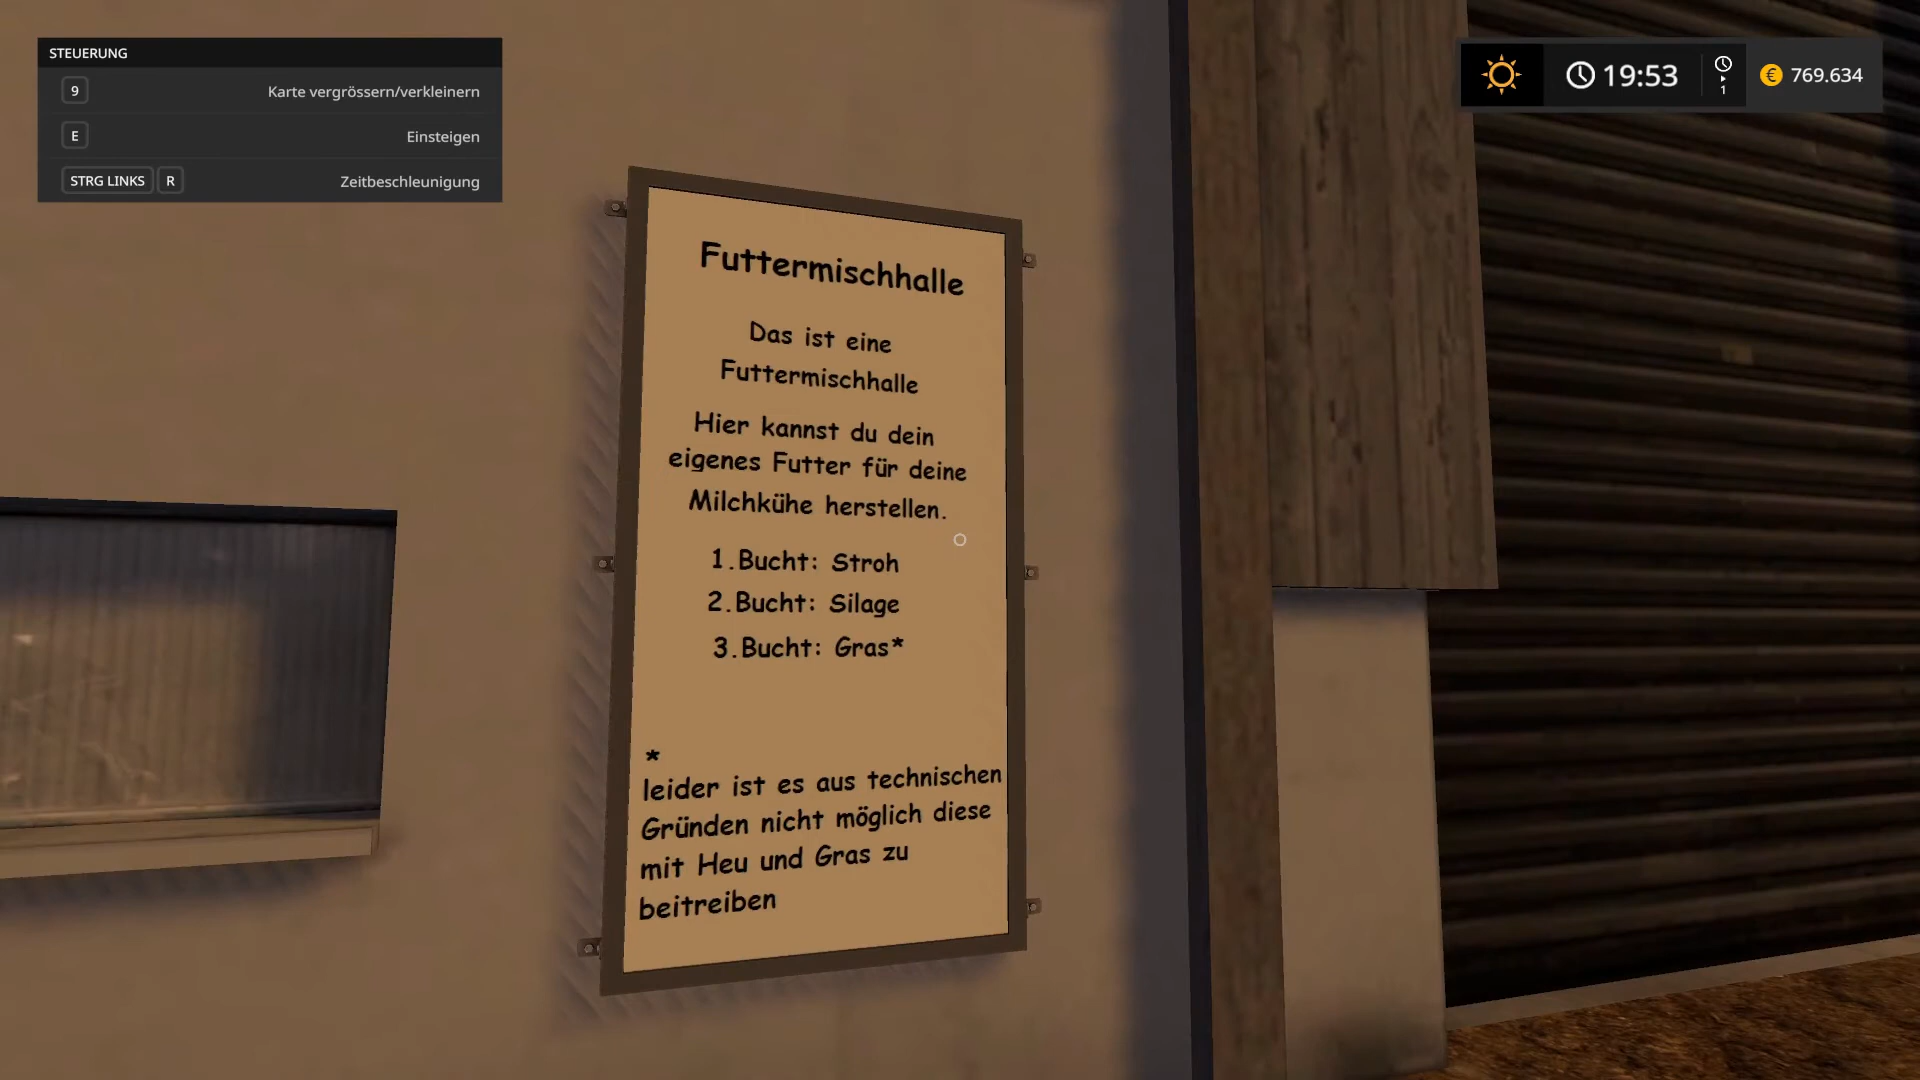 STEUERUNG
9 Karte vergrössern/verkleinern
E Einsteigen
STRG LINKS R Zeitbeschleunigung
19:53
1
€ 769.634
Futtermischhalle
Das ist eine
Futtermischhalle
Hier kannst du dein
eigenes Futter für deine
Milchkühe herstellen.
1.Bucht: Stroh
2.Bucht: Silage
3.Bucht: Gras*
*
leider ist es aus technischen
Gründen nicht möglich diese
mit Heu und Gras zu
beitreiben